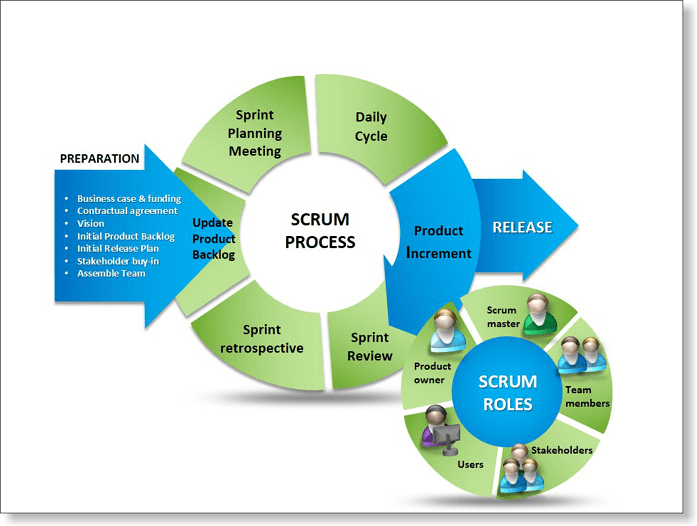 PREPARATION
• Business case & funding
• Contractual agreement
• Vision
• Initial Product Backlog
• Initial Release Plan
• Stakeholder buy-in
• Assemble Team
Update
Product
Backlog
Sprint
Planning
Meeting
Daily
Cycle
SCRUM
PROCESS
Product
Increment
RELEASE
Sprint
retrospective
Sprint
Review
Scrum
master
Product
owner
SCRUM
ROLES
Team
members
Stakeholders
Users